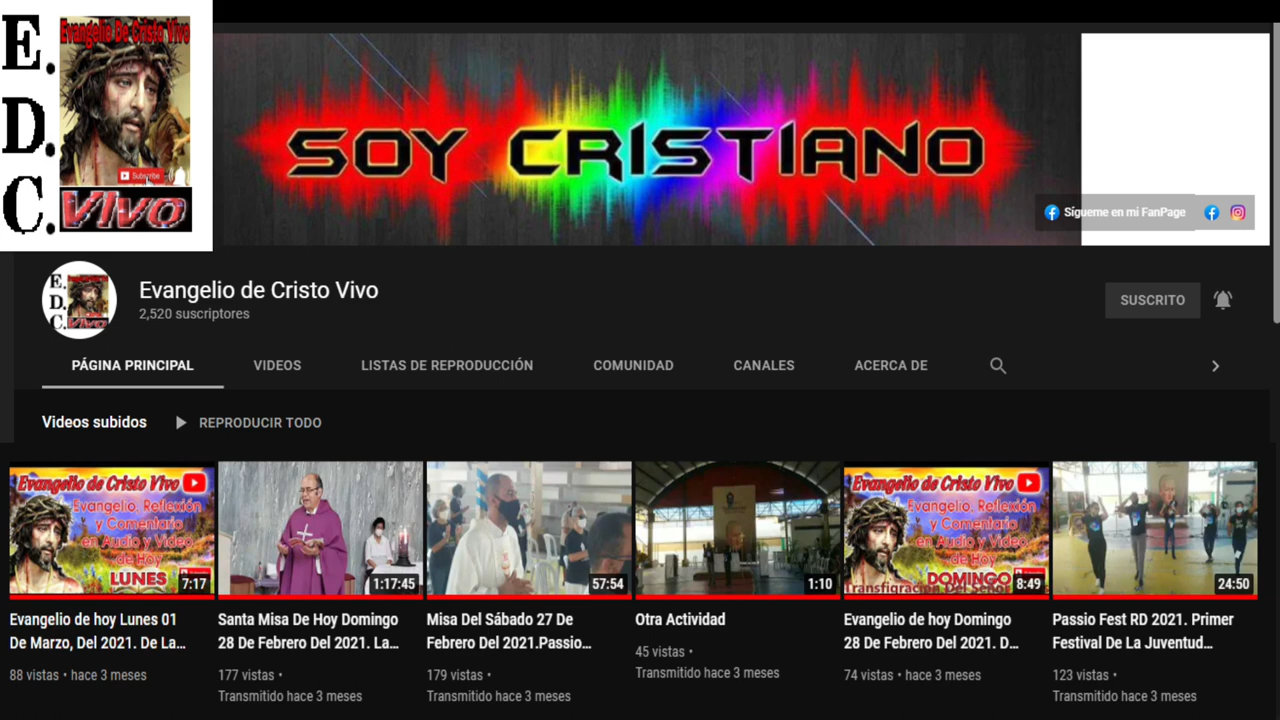 E.
D.
C.
Evangelio De Cristo Vivo
Subscribe
Vivo
SOY CRISTIANO
Sígueme en mi FanPage
E.
D.
C.
Vivo
Evangelio de Cristo Vivo
2,520 suscriptores
SUSCRITO
PÁGINA PRINCIPAL
VIDEOS
LISTAS DE REPRODUCCIÓN
COMUNIDAD
CANALES
ACERCA DE
Videos subidos
REPRODUCIR TODO
Evangelio de Cristo Vivo
Evangelio, Reflexión
y Comentario
en Audio y Video
de Hoy
LUNES
7:17
Evangelio de hoy Lunes 01
De Marzo, Del 2021. De La...
88 vistas • hace 3 meses
1:17:45
Santa Misa De Hoy Domingo
28 De Febrero Del 2021. La...
177 vistas •
Transmitido hace 3 meses
57:54
Misa Del Sábado 27 De
Febrero Del 2021.Passio...
179 vistas •
Transmitido hace 3 meses
1:10
Otra Actividad
45 vistas •
Transmitido hace 3 meses
Evangelio de Cristo Vivo
Evangelio, Reflexión
y Comentario
en Audio y Video
de Hoy
DOMINGO
Transfigración Del Señor
8:49
Evangelio de hoy Domingo
28 De Febrero Del 2021. D...
74 vistas • hace 3 meses
24:50
Passio Fest RD 2021. Primer
Festival De La Juventud...
123 vistas •
Transmitido hace 3 meses